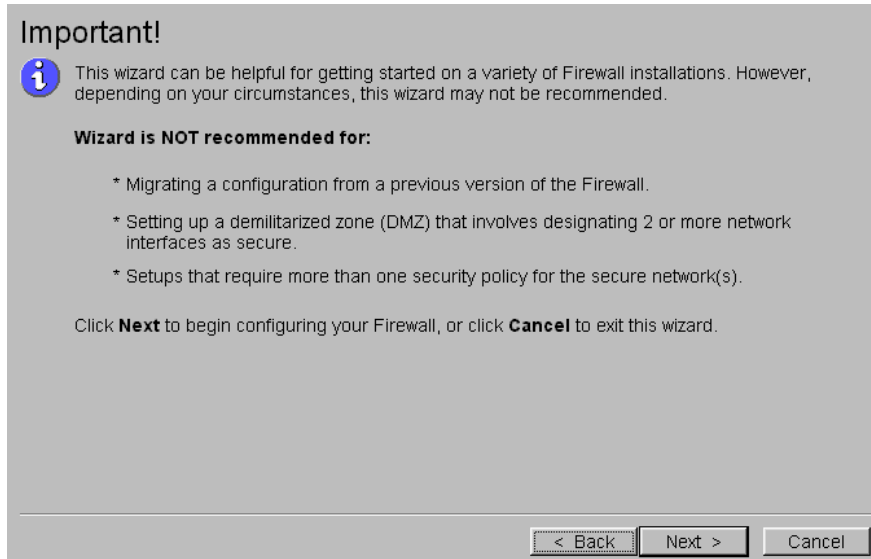 Important!
This wizard can be helpful for getting started on a variety of Firewall installations. However,
depending on your circumstances, this wizard may not be recommended.
Wizard is NOT recommended for:
* Migrating a configuration from a previous version of the Firewall.
* Setting up a demilitarized zone (DMZ) that involves designating 2 or more network
interfaces as secure.
* Setups that require more than one security policy for the secure network(s).
Click Next to begin configuring your Firewall, or click Cancel to exit this wizard.
< Back Next > Cancel